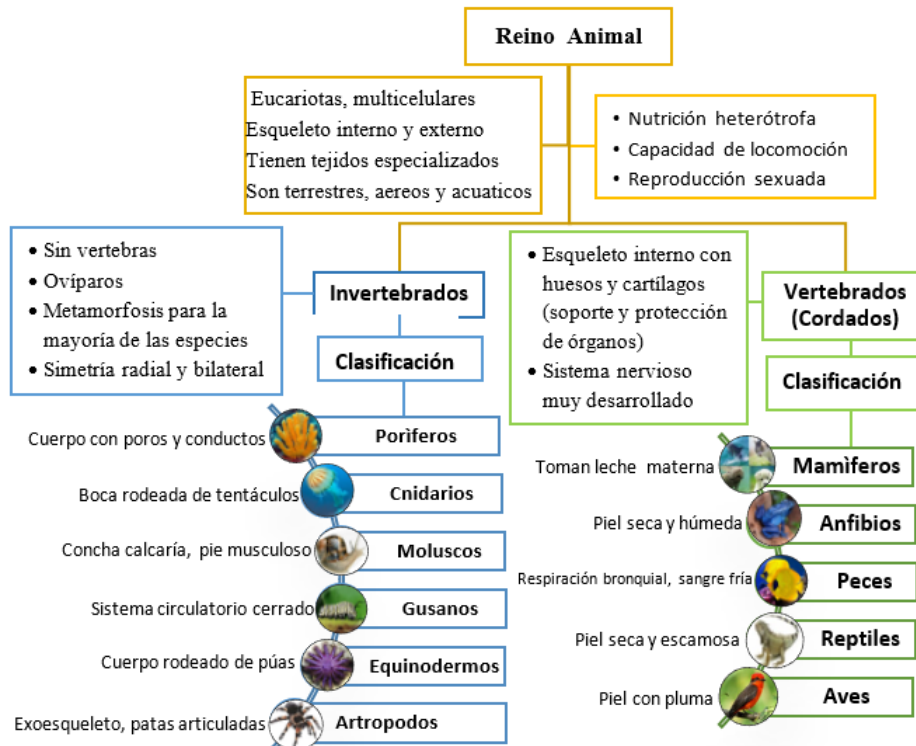 Reino Animal
Eucariotas, multicelulares
Esqueleto interno y externo
Tienen tejidos especializados
Son terrestres, aereos y acuaticos
• Nutrición heterótrofa
• Capacidad de locomoción
• Reproducción sexuada
• Sin vertebras
• Ovíparos
• Metamorfosis para la
mayoría de las especies
• Simetría radial y bilateral
Invertebrados
Clasificación
Cuerpo con poros y conductos
Porìferos
Boca rodeada de tentáculos
Cnidarios
Concha calcaría, pie musculoso
Moluscos
Sistema circulatorio cerrado
Gusanos
Cuerpo rodeado de púas
Equinodermos
Exoesqueleto, patas articuladas
Artropodos
• Esqueleto interno con
huesos y cartílagos
(soporte y protección
de órganos)
• Sistema nervioso
muy desarrollado
Vertebrados
(Cordados)
Clasificación
Toman leche materna
Mamìferos
Piel seca y húmeda
Anfibios
Respiración bronquial, sangre fría
Peces
Piel seca y escamosa
Reptiles
Piel con pluma
Aves